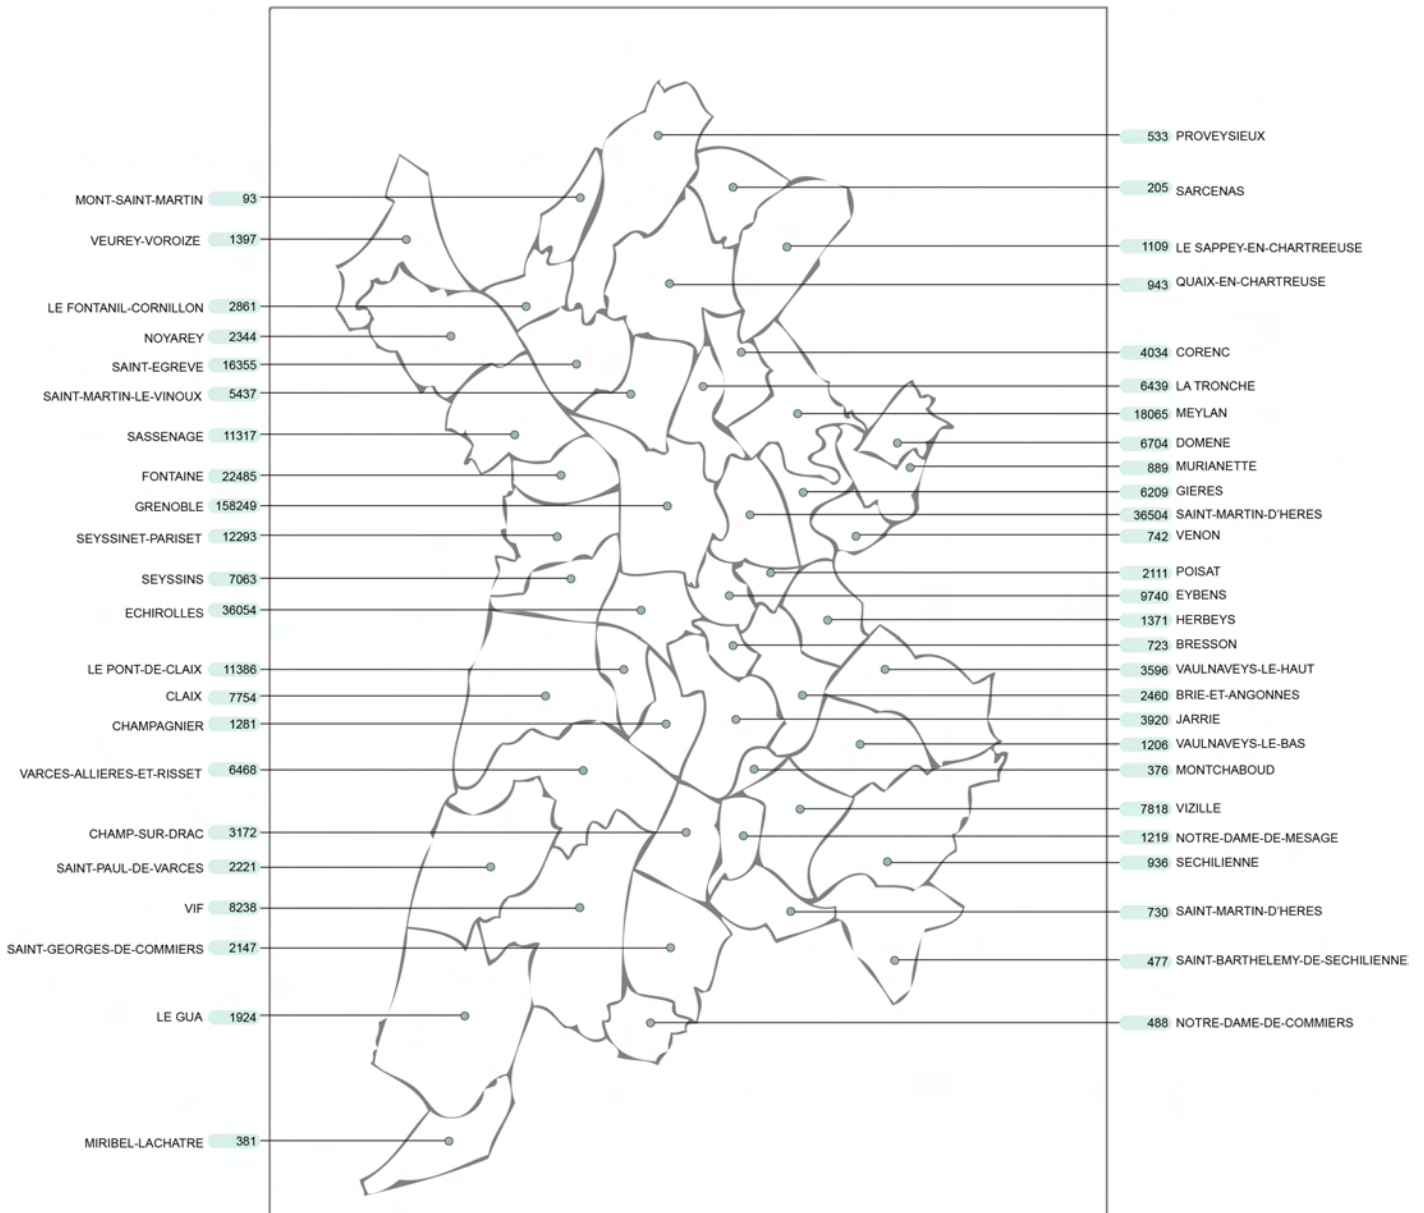 MONT-SAINT-MARTIN 93
VEUREY-VOROIZE 1397
LE FONTANIL-CORNILLON 2861
NOYAREY 2344
SAINT-EGREVE 16355
SAINT-MARTIN-LE-VINOUX 5437
SASSENAGE 11317
FONTAINE 22485
GRENOBLE 158249
SEYSSINET-PARISET 12293
SEYSSINS 7063
ECHIROLLES 36054
LE PONT-DE-CLAIX 11386
CLAIX 7754
CHAMPAGNIER 1281
VARCES-ALLIERES-ET-RISSET 6468
CHAMP-SUR-DRAC 3172
SAINT-PAUL-DE-VARCES 2221
VIF 8238
SAINT-GEORGES-DE-COMMIERS 2147
LE GUA 1924
MIRIBEL-LACHATRE 381
533 PROVEYSIEUX
205 SARCENAS
1109 LE SAPPEY-EN-CHARTREEUSE
943 QUAIX-EN-CHARTREUSE
4034 CORENC
6439 LA TRONCHE
18065 MEYLAN
6704 DOMENE
889 MURIANETTE
6209 GIERES
36504 SAINT-MARTIN-D'HERES
742 VENON
2111 POISAT
9740 EYBENS
1371 HERBEYS
723 BRESSON
3596 VAULNAVEYS-LE-HAUT
2460 BRIE-ET-ANGONNES
3920 JARRIE
1206 VAULNAVEYS-LE-BAS
376 MONTCHABOUD
7818 VIZILLE
1219 NOTRE-DAME-DE-MESAGE
936 SECHILIENNE
730 SAINT-MARTIN-D'HERES
477 SAINT-BARTHELEMY-DE-SECHILIENNE
488 NOTRE-DAME-DE-COMMIERS